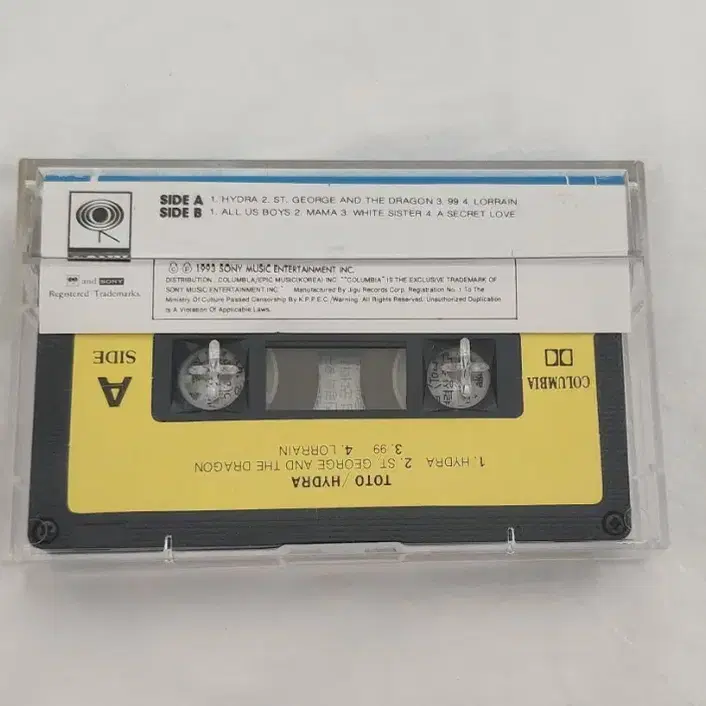 SIDE A 1. HYDRA 2. ST. GEORGE AND THE DRAGON 3. 99 4. LORRAIN
SIDE B 1. ALL US BOYS 2. MAMA 3. WHITE SISTER 4. A SECRET LOVE
© ℗ 1993 SONY MUSIC ENTERTAINMENT INC.
and SONY
Registered Trademarks.
DISTRIBUTION : COLUMBLA/EPIC MUSIC(KOREA) INC. "COLUMBIA" IS THE EXCLUSIVE TRADEMARK OF
SONY MUSIC ENTERTAINMENT INC." Manufactured By Jigu Records Corp. Registration No. 1 To The
Ministry Of Culture Passed Censorship By K.P.P.E.C./Warning. All Rights Reserved. Unauthorized Duplication
Is A Violation Of Applicable Laws.
TOTO/HYDRA
1. HYDRA 2. ST. GEORGE AND THE DRAGON
3. 99 4. LORRAIN
COLUMBIA
SIDE
A